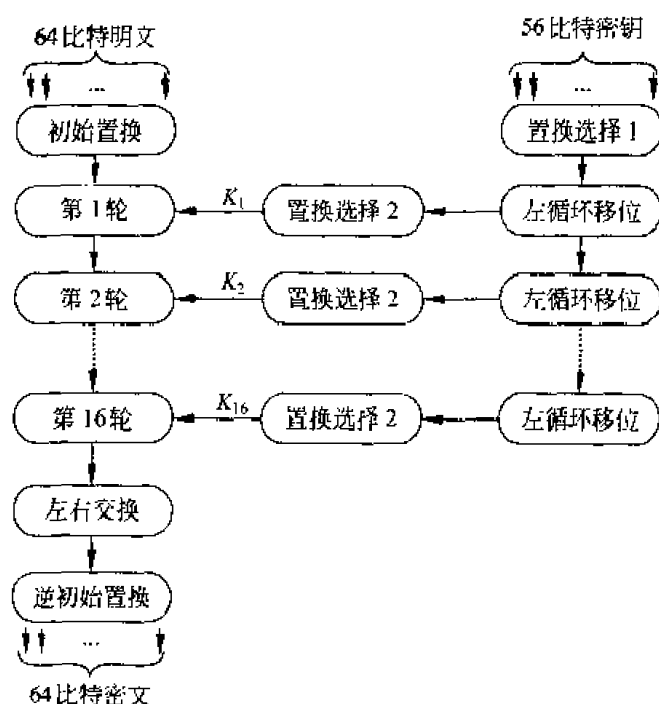 64比特明文
56比特密钥
...
...
初始置换
置换选择1
第1轮
K1
置换选择2
左循环移位
第2轮
K2
置换选择2
左循环移位
第16轮
K16
置换选择2
左循环移位
左右交换
逆初始置换
...
64比特密文